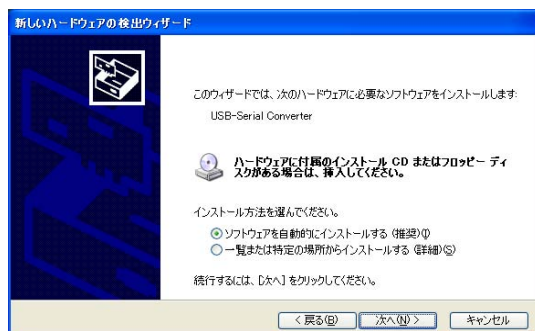 新しいハードウェアの検出ウィザード
このウィザードでは、次のハードウェアに必要なソフトウェアをインストールします:
USB-Serial Converter
ハードウェアに付属のインストール CD またはフロッピー ディ
スクがある場合は、挿入してください。
インストール方法を選んでください。
ソフトウェアを自動的にインストールする (推奨)(I)
一覧または特定の場所からインストールする (詳細)(S)
続行するには、[次へ] をクリックしてください。
< 戻る(B) 次へ(N) > キャンセル